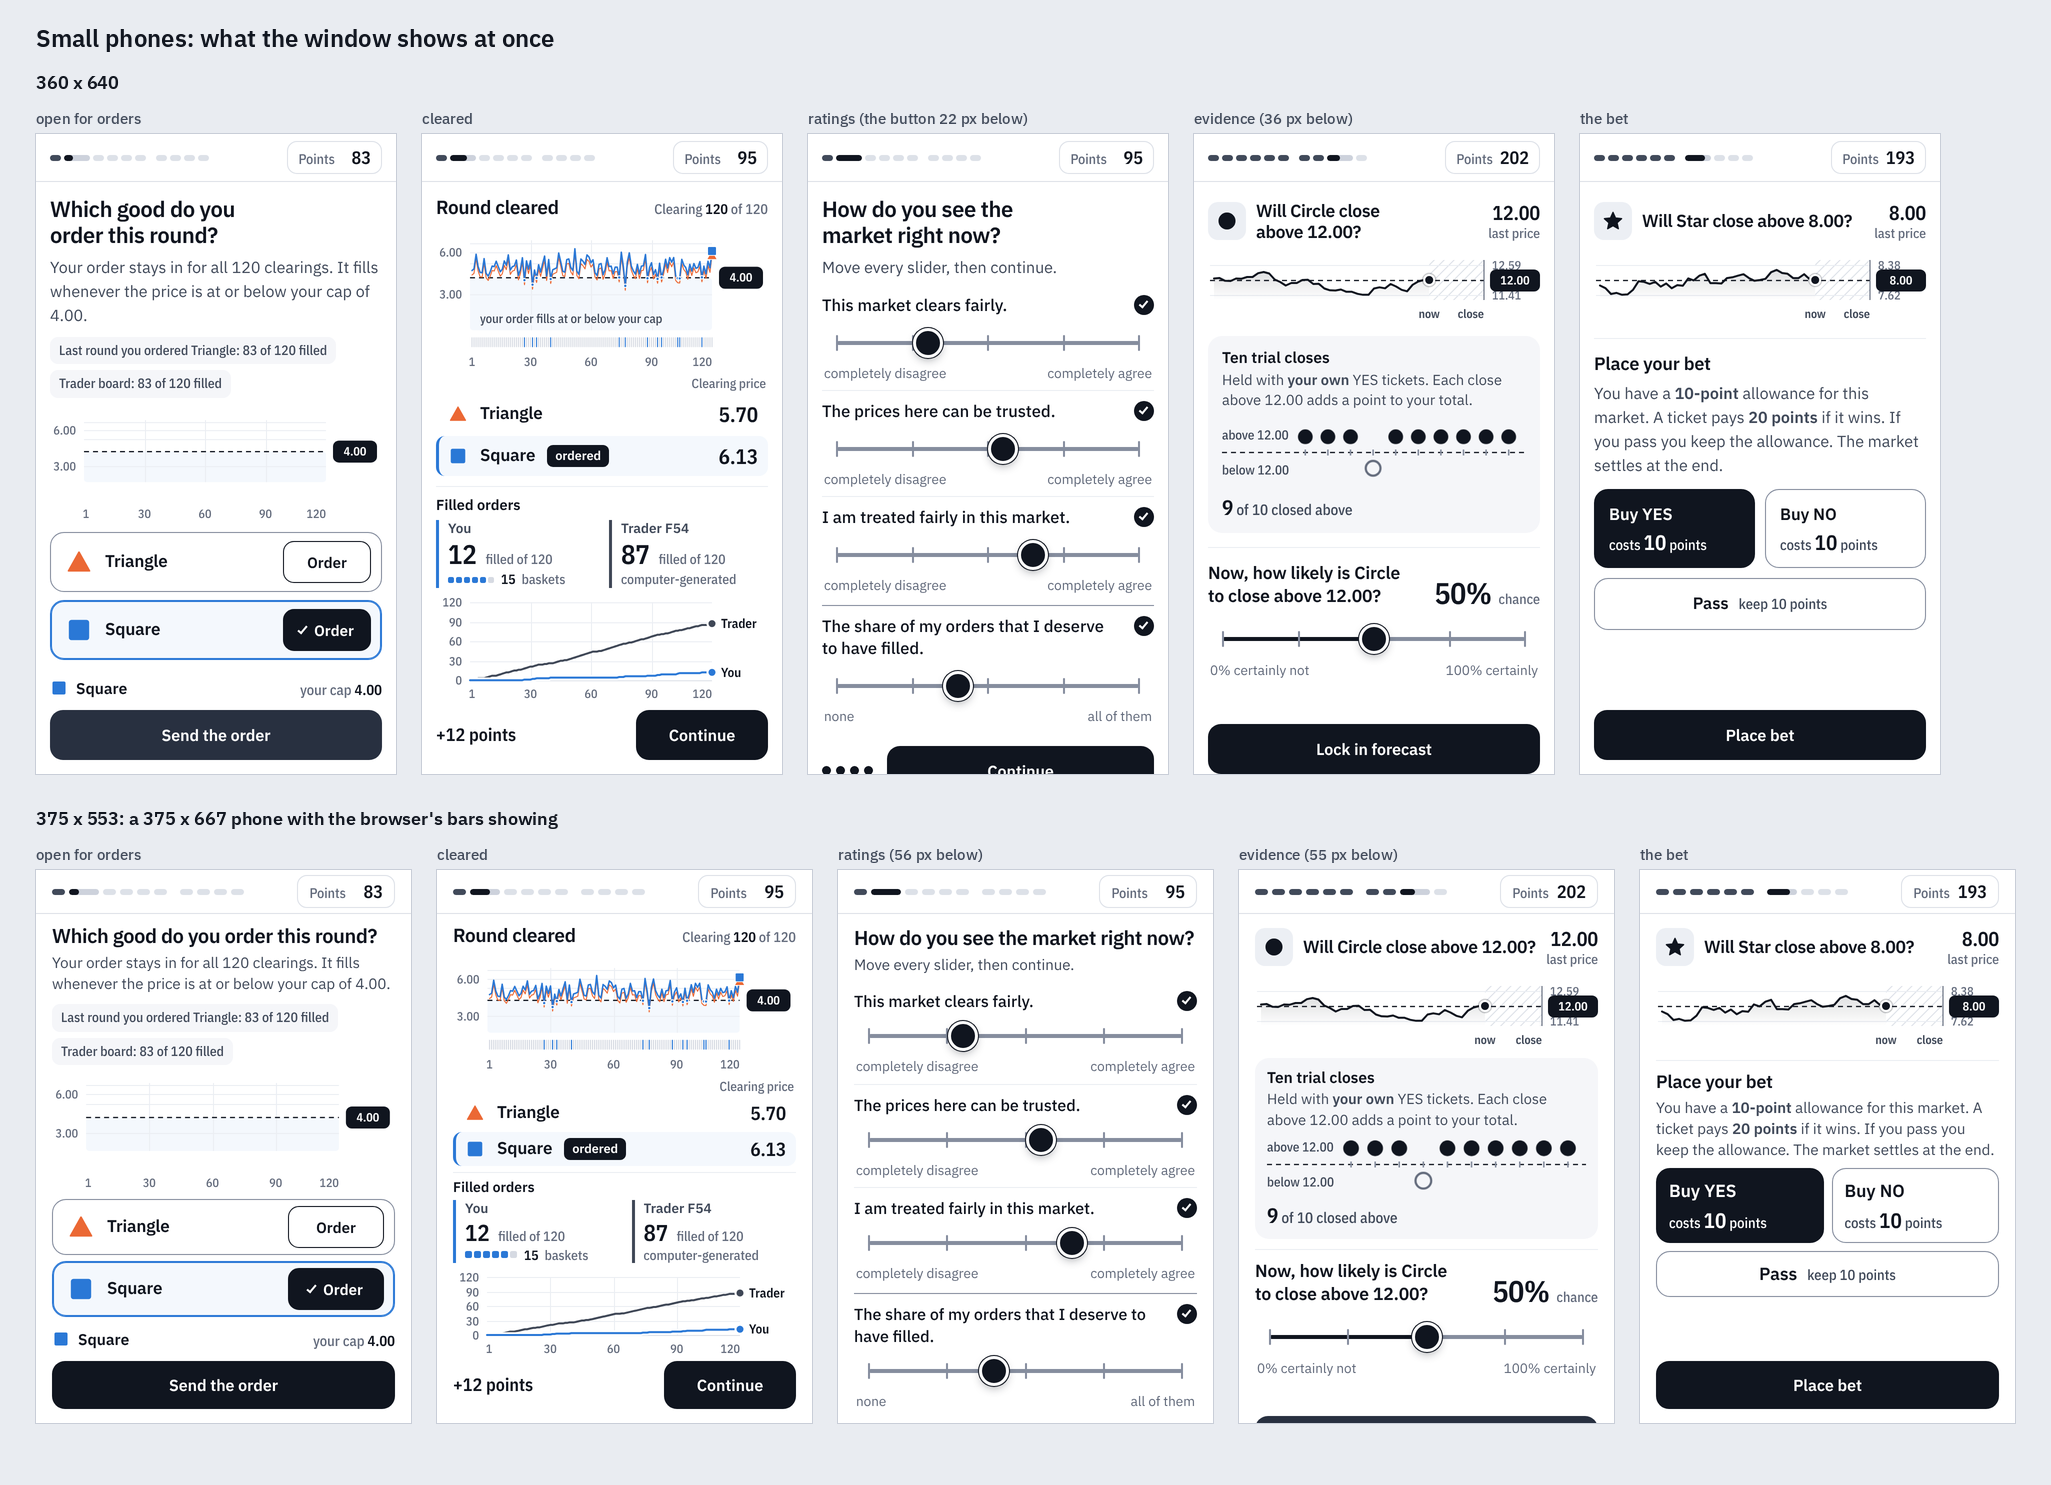 Small phones: what the window shows at once
360 x 640
open for orders
Points 83
Which good do you
order this round?
Your order stays in for all 120 clearings. It fills
whenever the price is at or below your cap of
4.00.
Last round you ordered Triangle: 83 of 120 filled
Trader board: 83 of 120 filled
6.00
4.00
3.00
1 30 60 90 120
Triangle Order
Square Order
Square your cap 4.00
Send the order
cleared
Points 95
Round cleared Clearing 120 of 120
6.00
4.00
3.00
your order fills at or below your cap
1 30 60 90 120
Clearing price
Triangle 5.70
Square ordered 6.13
Filled orders
You Trader F54
12 filled of 120 87 filled of 120
15 baskets computer-generated
120
90 Trader
60
30 You
0
1 30 60 90 120
+12 points Continue
ratings (the button 22 px below)
Points 95
How do you see the
market right now?
Move every slider, then continue.
This market clears fairly.
completely disagree completely agree
The prices here can be trusted.
completely disagree completely agree
I am treated fairly in this market.
completely disagree completely agree
The share of my orders that I deserve
to have filled.
none all of them
Continue
evidence (36 px below)
Points 202
Will Circle close 12.00
above 12.00? last price
12.59
12.00
11.41
now close
Ten trial closes
Held with your own YES tickets. Each close
above 12.00 adds a point to your total.
above 12.00
below 12.00
9 of 10 closed above
Now, how likely is Circle
to close above 12.00? 50% chance
0% certainly not 100% certainly
Lock in forecast
the bet
Points 193
Will Star close above 8.00? 8.00
last price
8.38
8.00
7.62
now close
Place your bet
You have a 10-point allowance for this
market. A ticket pays 20 points if it wins. If
you pass you keep the allowance. The market
settles at the end.
Buy YES Buy NO
costs 10 points costs 10 points
Pass keep 10 points
Place bet
375 x 553: a 375 x 667 phone with the browser's bars showing
open for orders
Points 83
Which good do you order this round?
Your order stays in for all 120 clearings. It fills
whenever the price is at or below your cap of 4.00.
Last round you ordered Triangle: 83 of 120 filled
Trader board: 83 of 120 filled
6.00
4.00
3.00
1 30 60 90 120
Triangle Order
Square Order
Square your cap 4.00
Send the order
cleared
Points 95
Round cleared Clearing 120 of 120
6.00
4.00
3.00
1 30 60 90 120
Clearing price
Triangle 5.70
Square ordered 6.13
Filled orders
You Trader F54
12 filled of 120 87 filled of 120
15 baskets computer-generated
120
90 Trader
60
30 You
0
1 30 60 90 120
+12 points Continue
ratings (56 px below)
Points 95
How do you see the market right now?
Move every slider, then continue.
This market clears fairly.
completely disagree completely agree
The prices here can be trusted.
completely disagree completely agree
I am treated fairly in this market.
completely disagree completely agree
The share of my orders that I deserve to
have filled.
none all of them
evidence (55 px below)
Points 202
Will Circle close above 12.00? 12.00
last price
12.59
12.00
11.41
now close
Ten trial closes
Held with your own YES tickets. Each close
above 12.00 adds a point to your total.
above 12.00
below 12.00
9 of 10 closed above
Now, how likely is Circle
to close above 12.00? 50% chance
0% certainly not 100% certainly
the bet
Points 193
Will Star close above 8.00? 8.00
last price
8.38
8.00
7.62
now close
Place your bet
You have a 10-point allowance for this market. A
ticket pays 20 points if it wins. If you pass you
keep the allowance. The market settles at the end.
Buy YES Buy NO
costs 10 points costs 10 points
Pass keep 10 points
Place bet